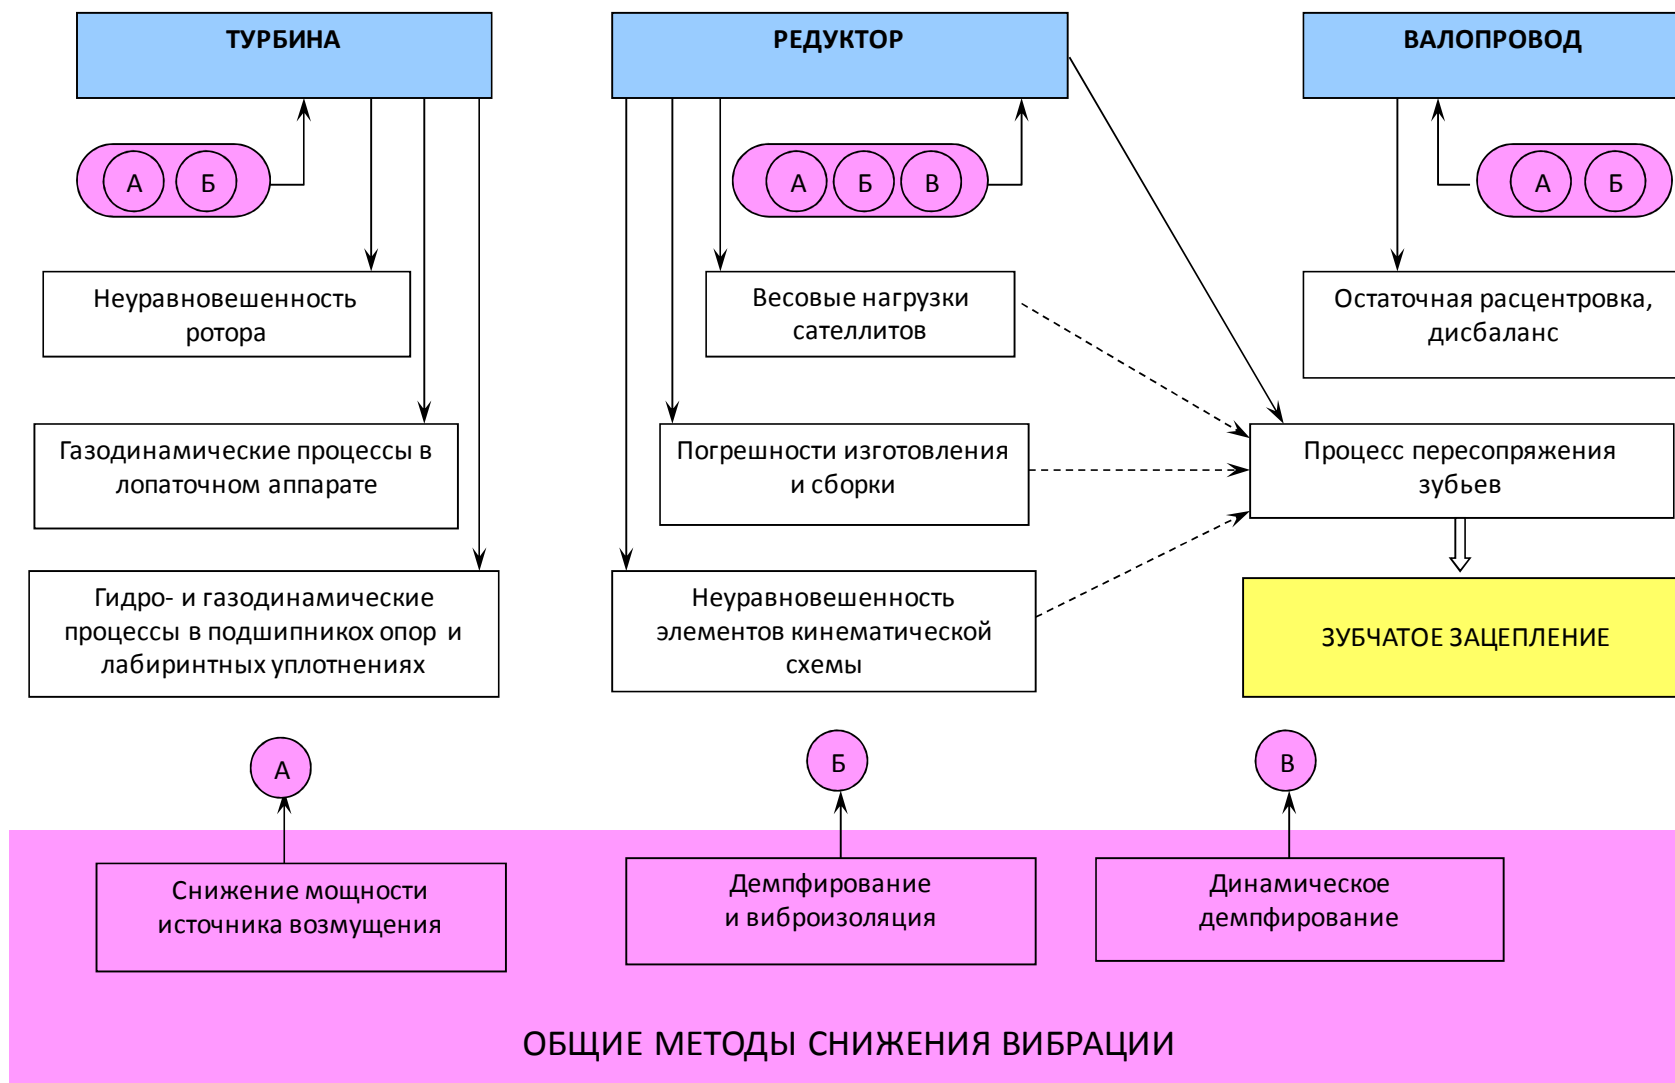 ТУРБИНА
РЕДУКТОР
ВАЛОПРОВОД
А Б
А Б В
А Б
Неуравновешенность
ротора
Весовые нагрузки
сателлитов
Остаточная расцентровка,
дисбаланс
Газодинамические процессы в
лопаточном аппарате
Погрешности изготовления
и сборки
Процесс пересопряжения
зубьев
Гидро- и газодинамические
процессы в подшипникох опор и
лабиринтных уплотнениях
Неуравновешенность
элементов кинематической
схемы
ЗУБЧАТОЕ ЗАЦЕПЛЕНИЕ
А
Б
В
Снижение мощности
источника возмущения
Демпфирование
и виброизоляция
Динамическое
демпфирование
ОБЩИЕ МЕТОДЫ СНИЖЕНИЯ ВИБРАЦИИ